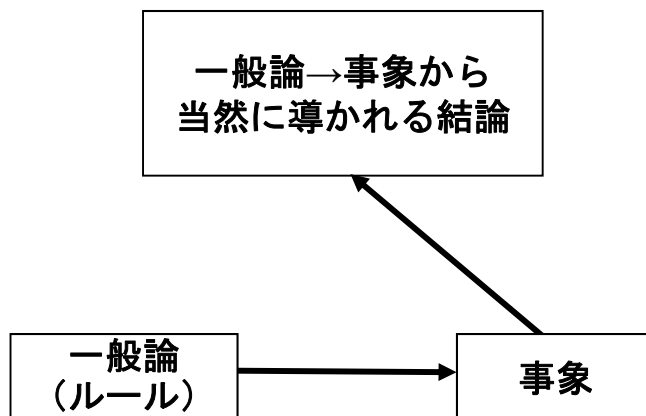 一般論→事象から
当然に導かれる結論
一般論
（ルール）
事象